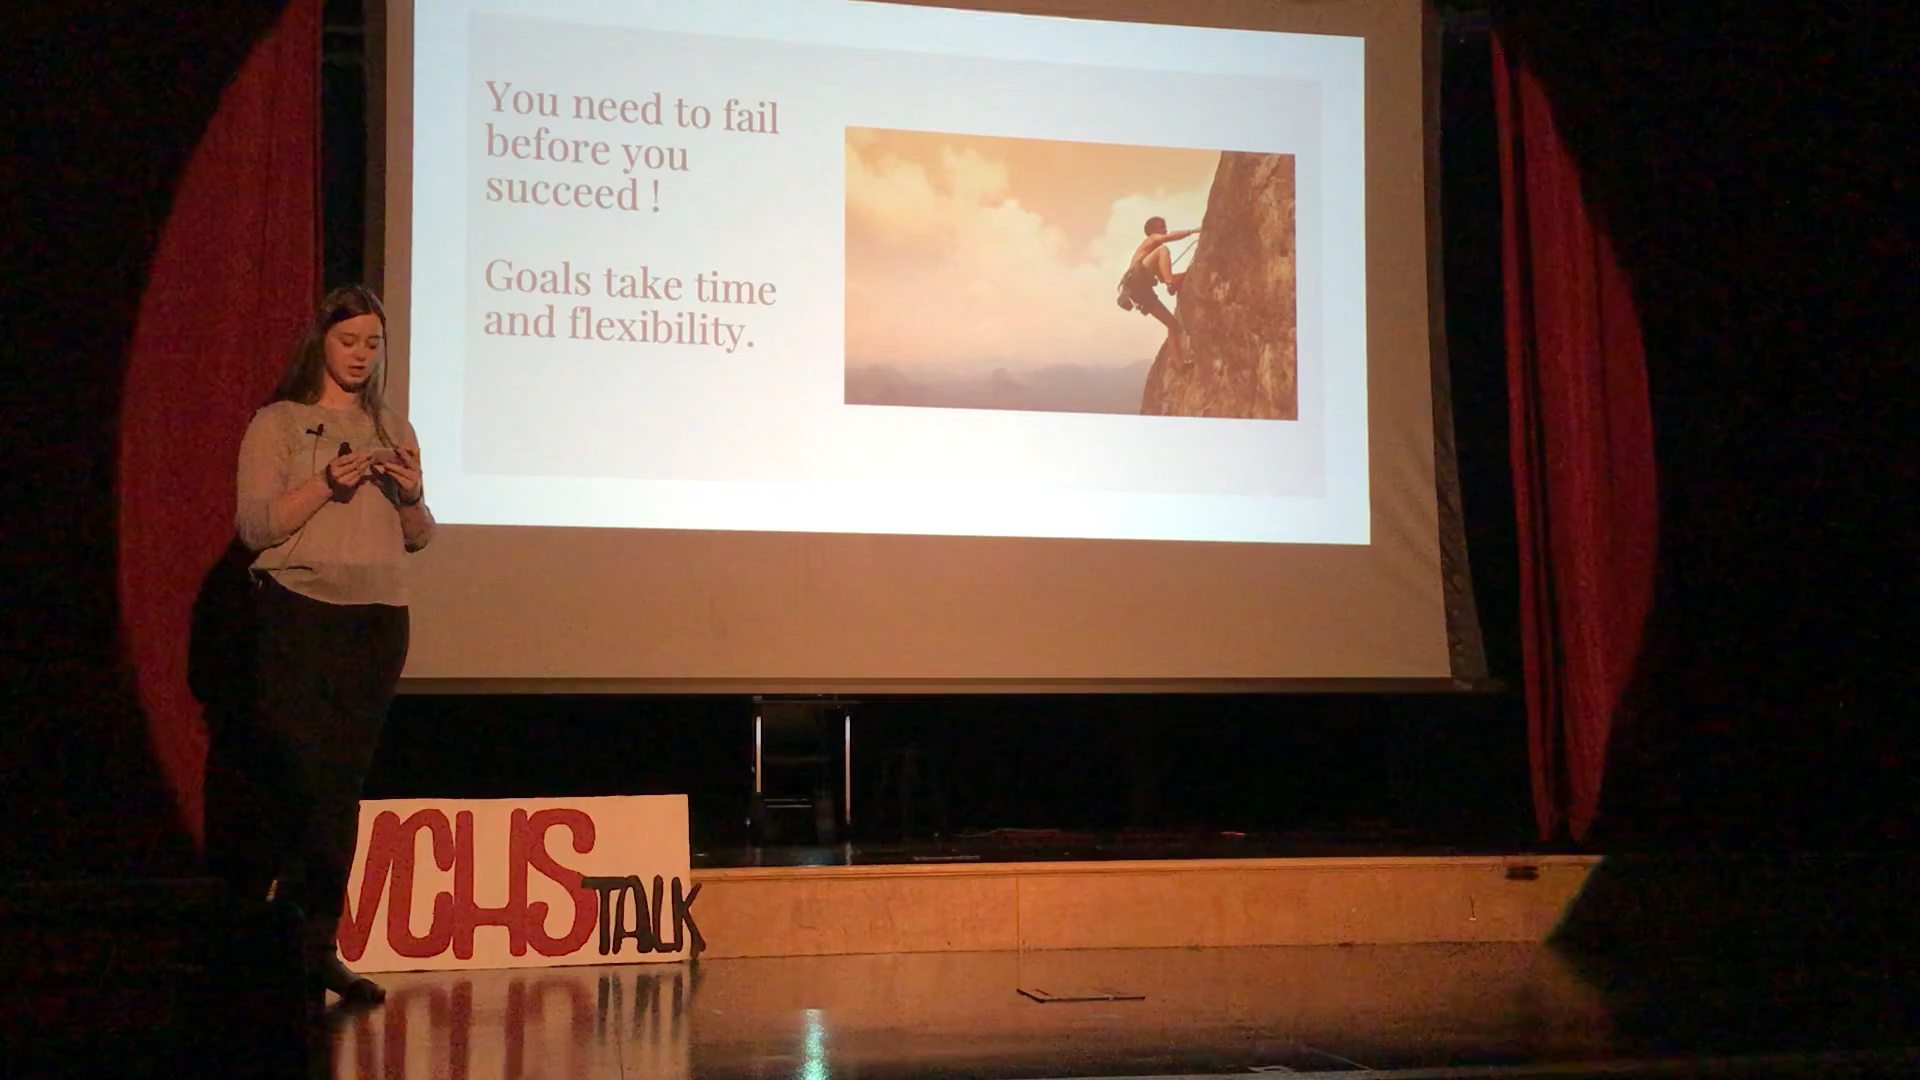 You need to fail
before you
succeed !
Goals take time
and flexibility.
VCHS TALK